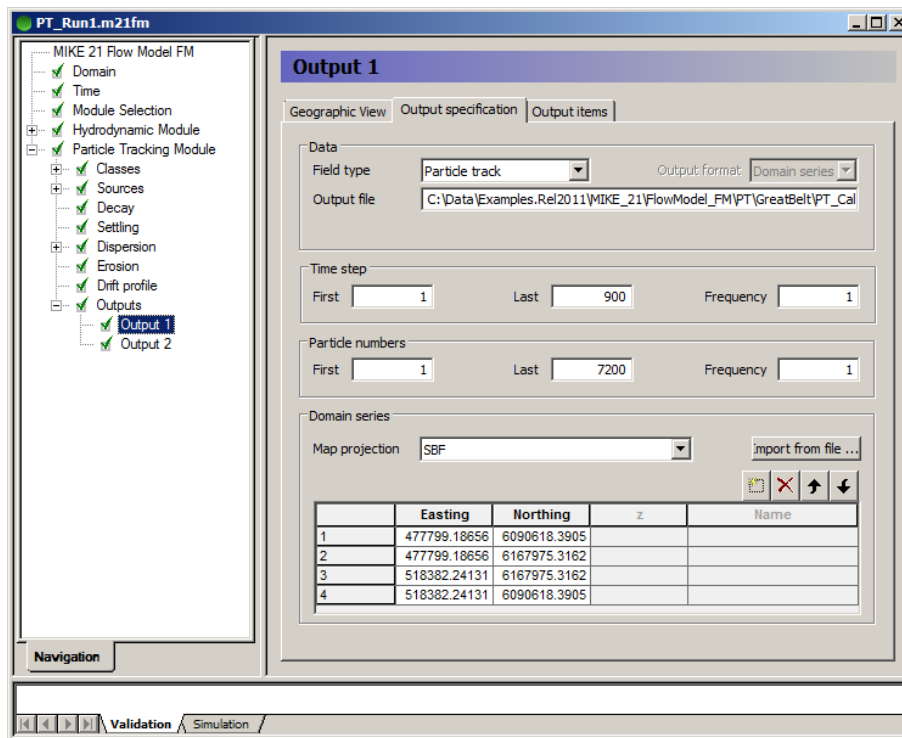 PT_Run1.m21fm
MIKE 21 Flow Model FM
Domain
Time
Module Selection
Hydrodynamic Module
Particle Tracking Module
Classes
Sources
Decay
Settling
Dispersion
Erosion
Drift profile
Outputs
Output 1
Output 2
Navigation
Output 1
Geographic View Output specification Output items
Data
Field type Particle track Output format Domain series
Output file C:\Data\Examples.Rel2011\MIKE_21\FlowModel_FM\PT\GreatBelt\PT_Cal
Time step
First 1 Last 900 Frequency 1
Particle numbers
First 1 Last 7200 Frequency 1
Domain series
Map projection SBF Import from file ...
Easting Northing z Name
1 477799.18656 6090618.3905
2 477799.18656 6167975.3162
3 518382.24131 6167975.3162
4 518382.24131 6090618.3905
Validation Simulation